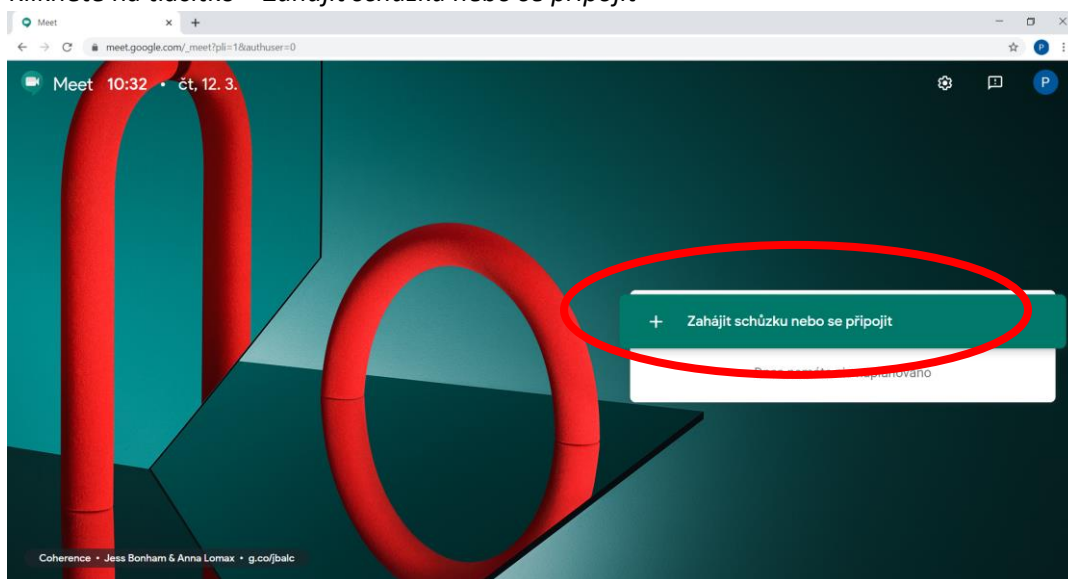 Klikněte na tlačítko – Zahájit schůzku nebo se připojit
Meet
meet.google.com/_meet?pli=1&authuser=0
P
Meet 10:32 • čt, 12. 3.
P
+ Zahájit schůzku nebo se připojit
Coherence • Jess Bonham & Anna Lomax • g.co/jbalc